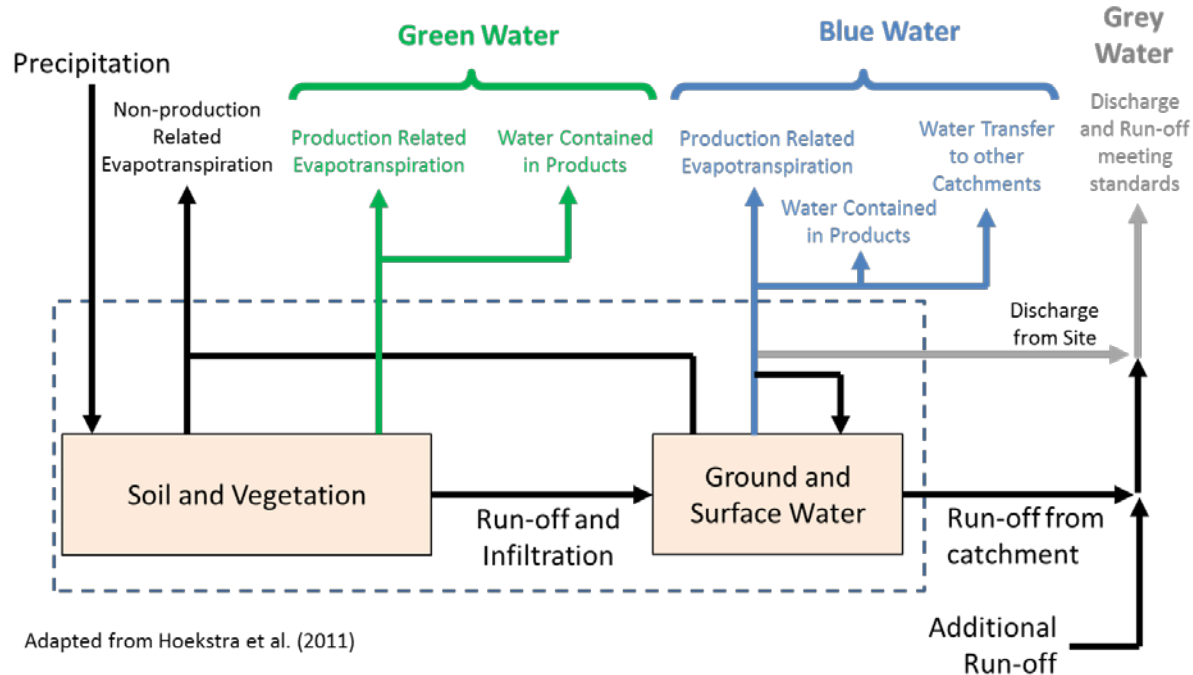 Green Water
Blue Water
Grey
Water
Precipitation
Non-production
Related
Evapotranspiration
Production Related
Evapotranspiration
Water Contained
in Products
Production Related
Evapotranspiration
Water Contained
in Products
Water Transfer
to other
Catchments
Discharge
and Run-off
meeting
standards
Discharge
from Site
Soil and Vegetation
Run-off and
Infiltration
Ground and
Surface Water
Run-off from
catchment
Additional
Run-off
Adapted from Hoekstra et al. (2011)